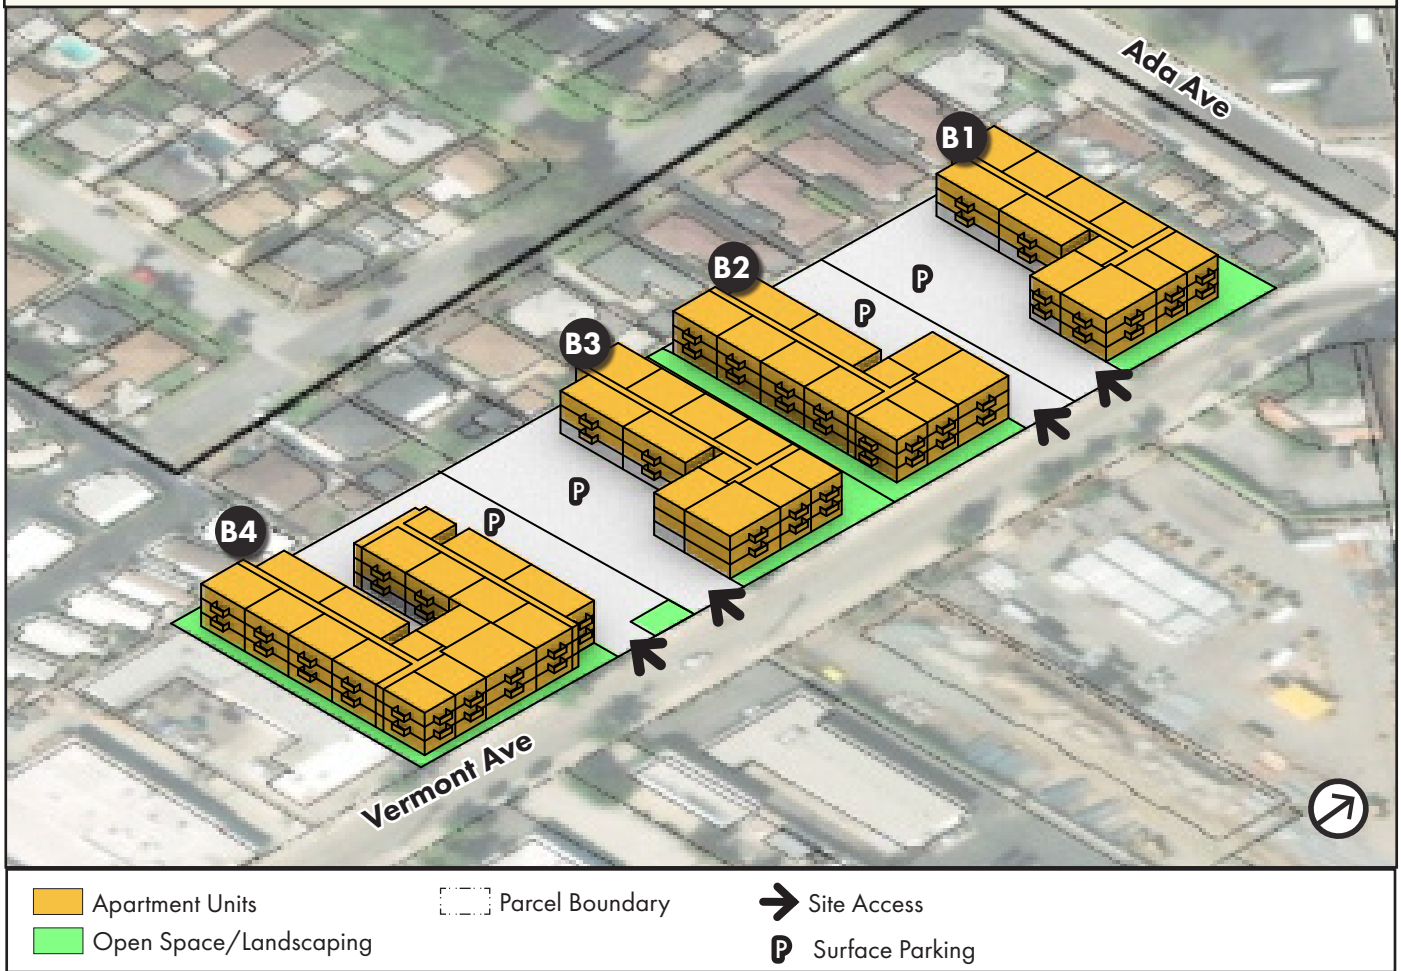 Ada Ave
B1
P
B2
P
B3
P
P
B4
Vermont Ave
Apartment Units
Parcel Boundary
Site Access
Open Space/Landscaping
P Surface Parking